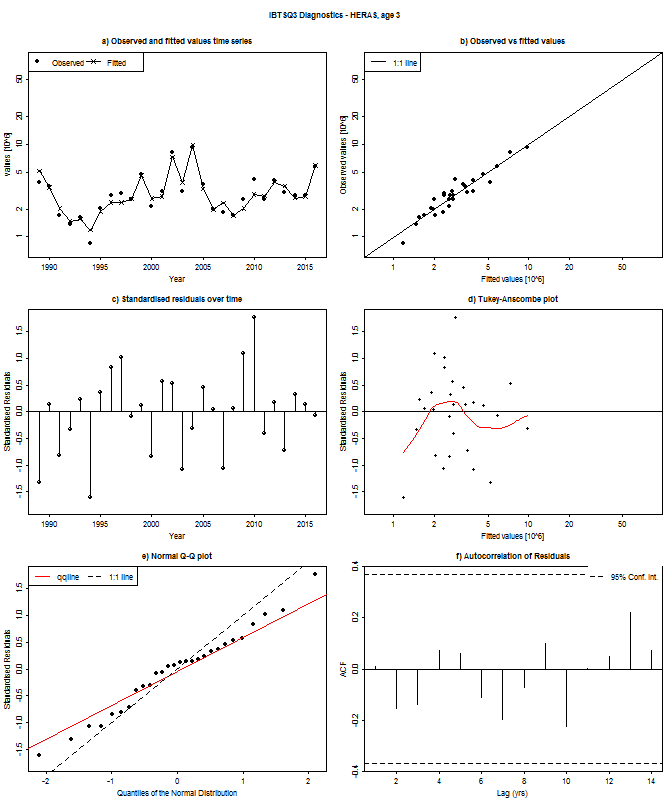 IBTSQ3 Diagnostics - HERAS, age 3
a) Observed and fitted values time series
Observed Fitted
values [10^6]
1 2 5 10 20 50
1990 1995 2000 2005 2010 2015
Year
b) Observed vs fitted values
1:1 line
Observed values [10^6]
1 2 5 10 20 50
1 2 5 10 20 50
Fitted values [10^6]
c) Standardised residuals over time
Standardised Residuals
-1.5 -1.0 -0.5 0.0 0.5 1.0 1.5
1990 1995 2000 2005 2010 2015
Year
d) Tukey-Anscombe plot
Standardised Residuals
-1.5 -1.0 -0.5 0.0 0.5 1.0 1.5
1 2 5 10 20 50
Fitted values [10^6]
e) Normal Q-Q plot
qqline 1:1 line
Standardised Residuals
-1.5 -1.0 -0.5 0.0 0.5 1.0 1.5
-2 -1 0 1 2
Quantiles of the Normal Distribution
f) Autocorrelation of Residuals
95% Conf. Int.
ACF
-0.4 -0.2 0.0 0.2 0.4
2 4 6 8 10 12 14
Lag (yrs)